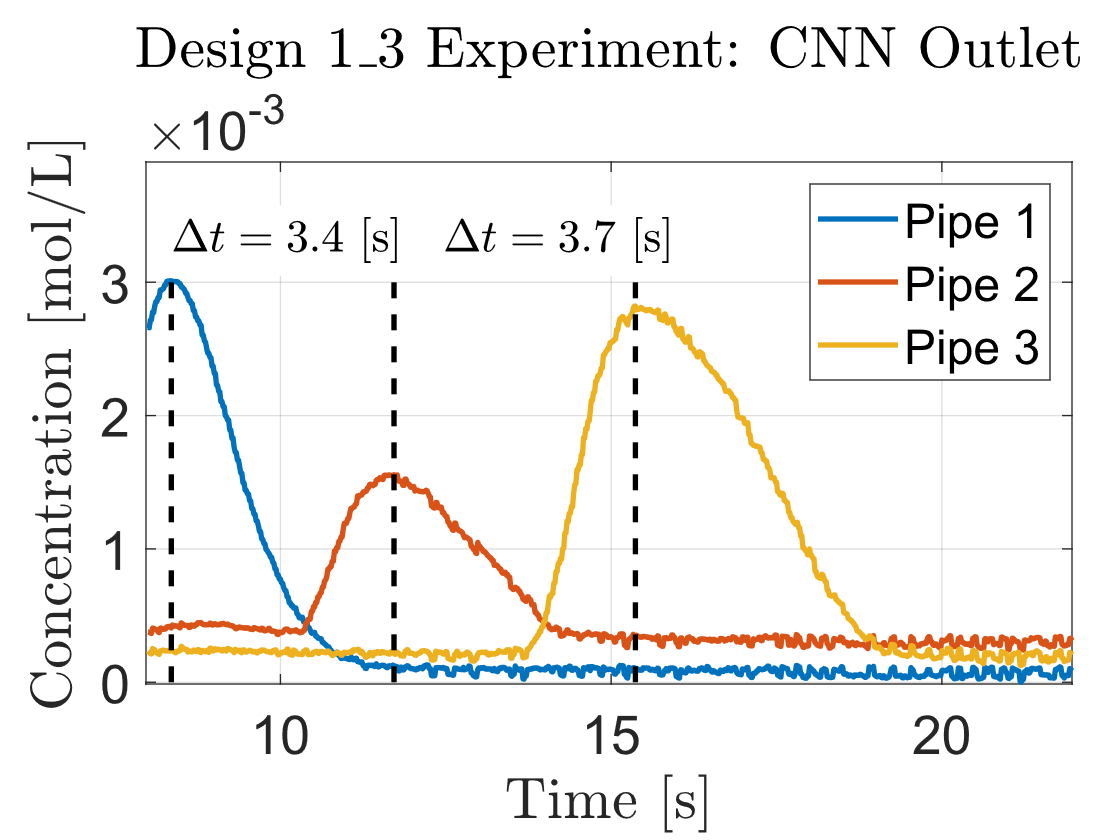 Design 1_3 Experiment: CNN Outlet
×10-3
Δt = 3.4 [s]
Δt = 3.7 [s]
Pipe 1
Pipe 2
Pipe 3
Concentration [mol/L]
3
2
1
0
10
15
20
Time [s]